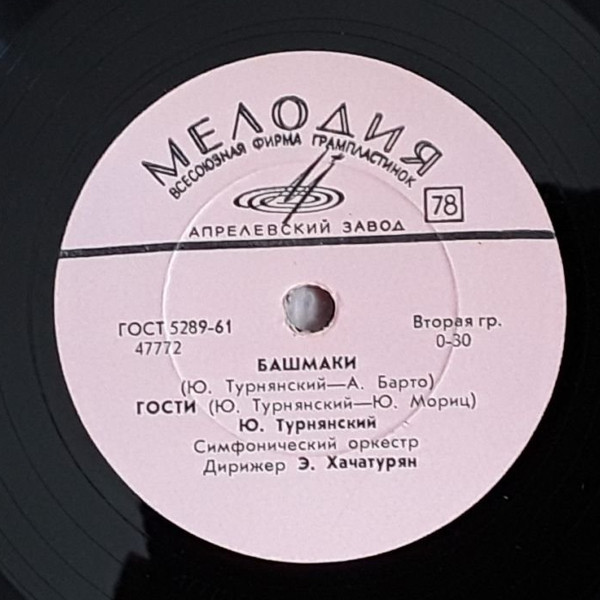 МЕЛОДИЯ
ВСЕСОЮЗНАЯ ФИРМА ГРАМПЛАСТИНОК
78
АПРЕЛЕВСКИЙ ЗАВОД
ГОСТ 5289-61
47772
Вторая гр.
0-30
БАШМАКИ
(Ю. Турнянский—А. Барто)
ГОСТИ (Ю. Турнянский—Ю. Мориц)
Ю. Турнянский
Симфонический оркестр
Дирижер Э. Хачатурян